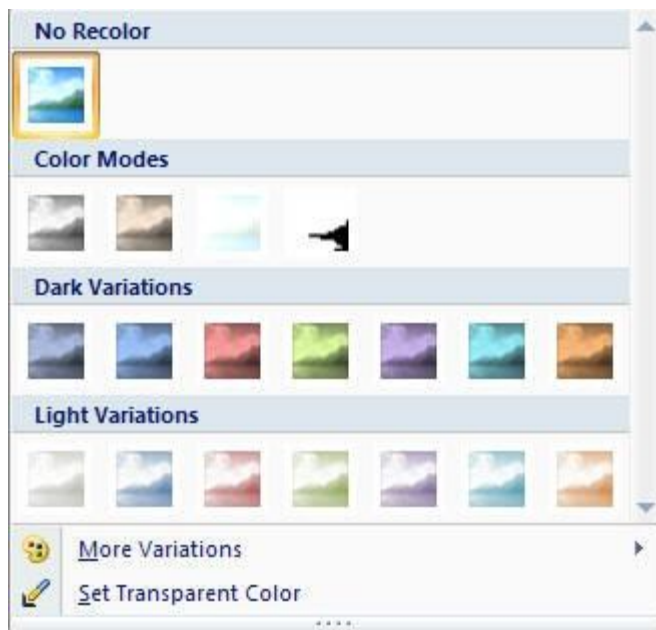 No Recolor
Color Modes
Dark Variations
Light Variations
More Variations
Set Transparent Color